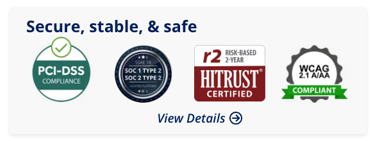 Secure, stable, & safe
PCI-DSS
COMPLIANCE
SOC 1 TYPE 2
SOC 2 TYPE 2
r2 RISK-BASED
2-YEAR
HITRUST®
CERTIFIED
WCAG
2.1 A/AA
COMPLIANT
View Details